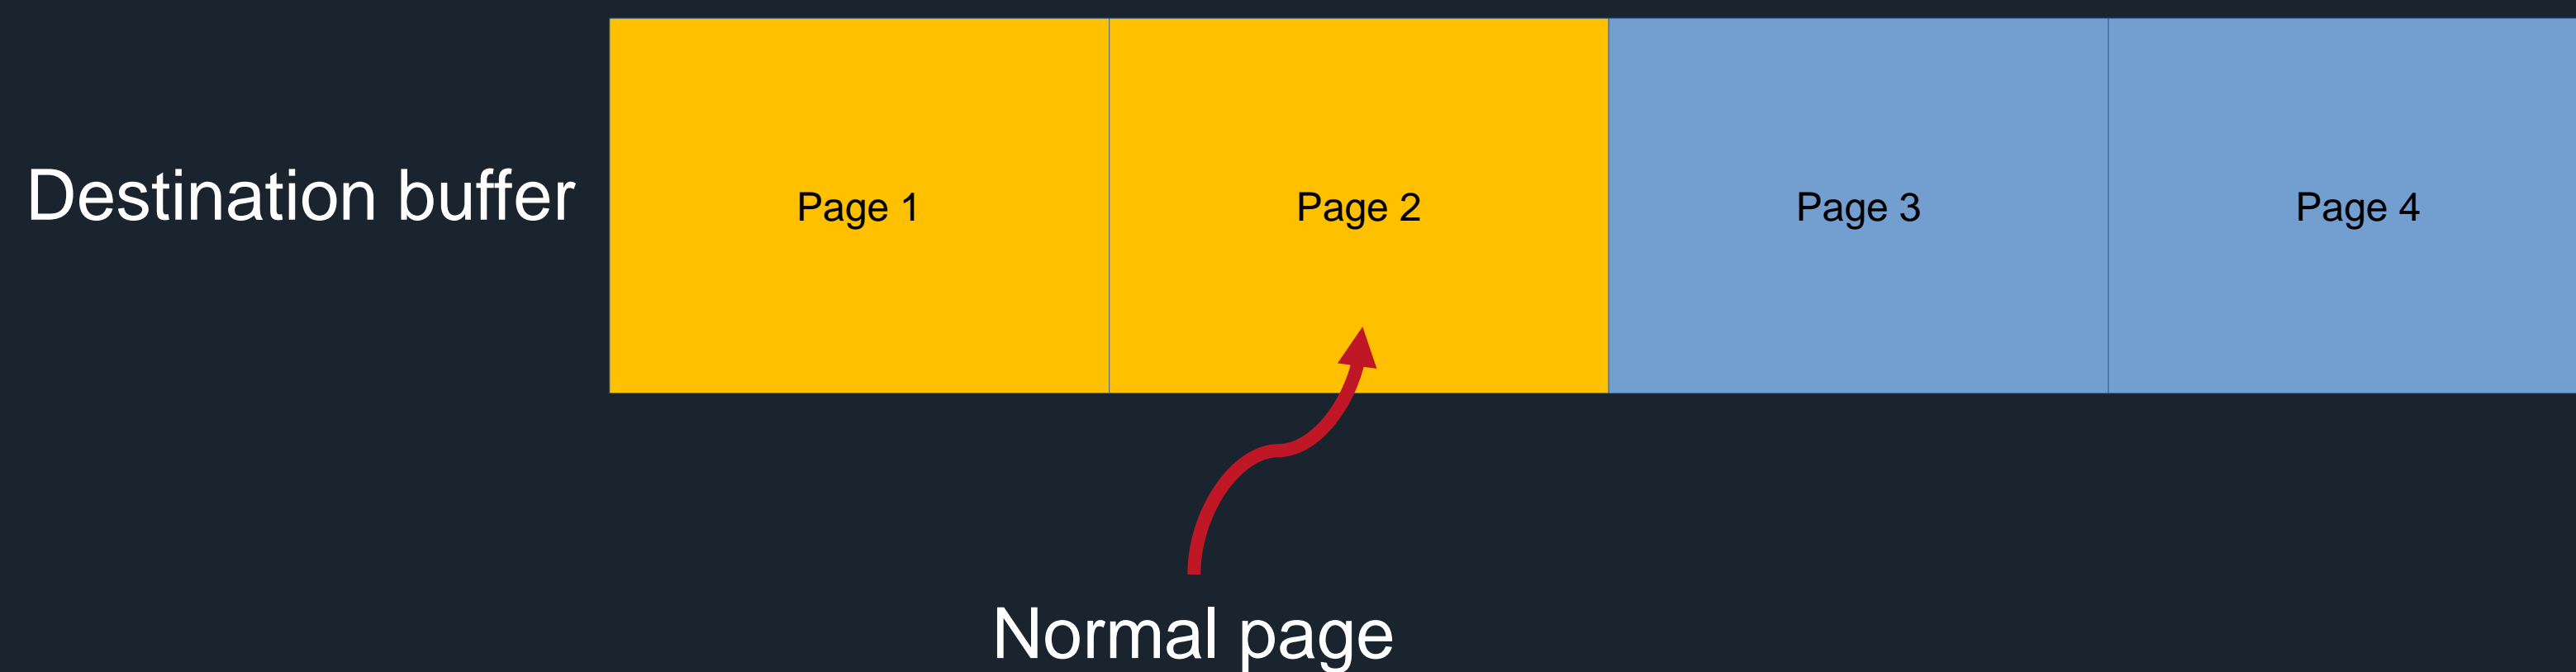 Destination buffer
Page 1
Page 2
Page 3
Page 4
Normal page